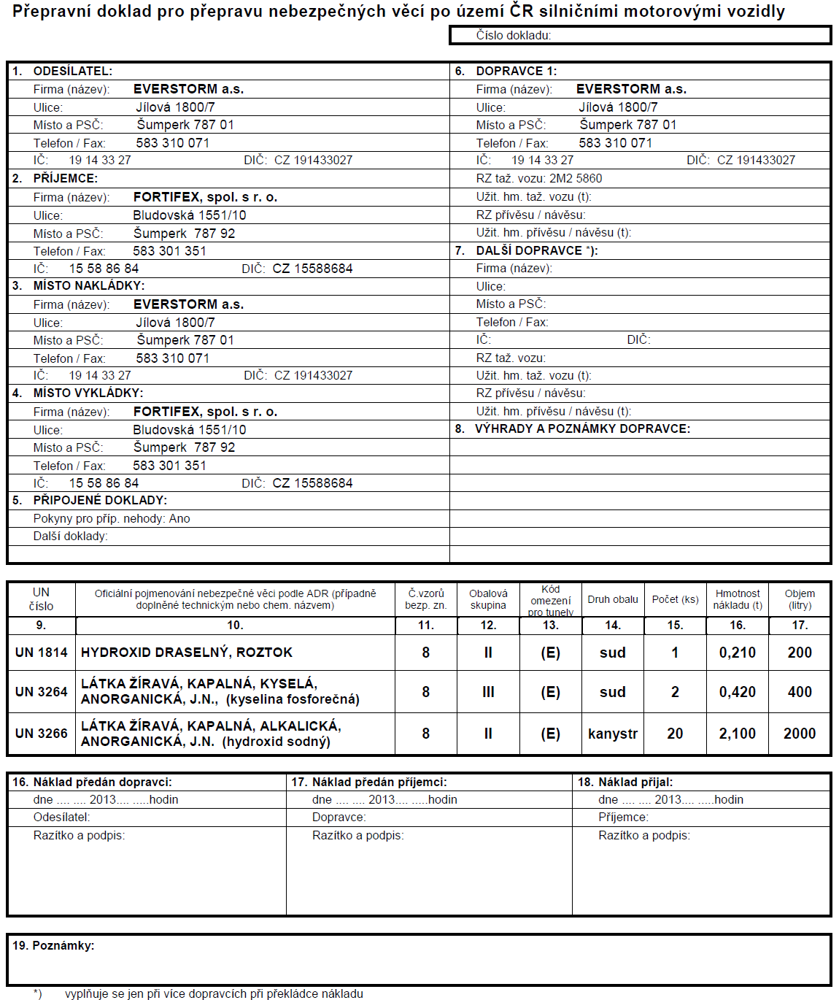 Přepravní doklad pro přepravu nebezpečných věcí po území ČR silničními motorovými vozidly
Číslo dokladu:
1. ODESÍLATEL:
Firma (název): EVERSTORM a.s.
Ulice: Jílová 1800/7
Místo a PSČ: Šumperk 787 01
Telefon / Fax: 583 310 071
IČ: 19 14 33 27 DIČ: CZ 191433027
2. PŘÍJEMCE:
Firma (název): FORTIFEX, spol. s r. o.
Ulice: Bludovská 1551/10
Místo a PSČ: Šumperk 787 92
Telefon / Fax: 583 301 351
IČ: 15 58 86 84 DIČ: CZ 15588684
3. MÍSTO NAKLÁDKY:
Firma (název): EVERSTORM a.s.
Ulice: Jílová 1800/7
Místo a PSČ: Šumperk 787 01
Telefon / Fax: 583 310 071
IČ: 19 14 33 27 DIČ: CZ 191433027
4. MÍSTO VYKLÁDKY:
Firma (název): FORTIFEX, spol. s r. o.
Ulice: Bludovská 1551/10
Místo a PSČ: Šumperk 787 92
Telefon / Fax: 583 301 351
IČ: 15 58 86 84 DIČ: CZ 15588684
5. PŘIPOJENÉ DOKLADY:
Pokyny pro příp. nehody: Ano
Další doklady:
6. DOPRAVCE 1:
Firma (název): EVERSTORM a.s.
Ulice: Jílová 1800/7
Místo a PSČ: Šumperk 787 01
Telefon / Fax: 583 310 071
IČ: 19 14 33 27 DIČ: CZ 191433027
RZ taž. vozu: 2M2 5860
Užit. hm. taž. vozu (t):
RZ přívěsu / návěsu:
Užit. hm. přívěsu / návěsu (t):
7. DALŠÍ DOPRAVCE *):
Firma (název):
Ulice:
Místo a PSČ:
Telefon / Fax:
IČ: DIČ:
RZ taž. vozu:
Užit. hm. taž. vozu (t):
RZ přívěsu / návěsu:
Užit. hm. přívěsu / návěsu (t):
8. VÝHRADY A POZNÁMKY DOPRAVCE:
UN číslo
Oficiální pojmenování nebezpečné věci podle ADR (případně doplněné technickým nebo chem. názvem)
Č.vzorů bezp. zn.
Obalová skupina
Kód omezení pro tunely
Druh obalu
Počet (ks)
Hmotnost nákladu (t)
Objem (litry)
9. 10. 11. 12. 13. 14. 15. 16. 17.
UN 1814 HYDROXID DRASELNÝ, ROZTOK 8 II (E) sud 1 0,210 200
UN 3264 LÁTKA ŽÍRAVÁ, KAPALNÁ, KYSELÁ, ANORGANICKÁ, J.N., (kyselina fosforečná) 8 III (E) sud 2 0,420 400
UN 3266 LÁTKA ŽÍRAVÁ, KAPALNÁ, ALKALICKÁ, ANORGANICKÁ, J.N. (hydroxid sodný) 8 II (E) kanystr 20 2,100 2000
16. Náklad předán dopravci:
dne .... .... 2013.... .....hodin
Odesílatel:
Razítko a podpis:
17. Náklad předán příjemci:
dne .... .... 2013.... .....hodin
Dopravce:
Razítko a podpis:
18. Náklad přijal:
dne .... .... 2013.... .....hodin
Příjemce:
Razítko a podpis:
19. Poznámky:
*) vyplňuje se jen při více dopravcích při překládce nákladu